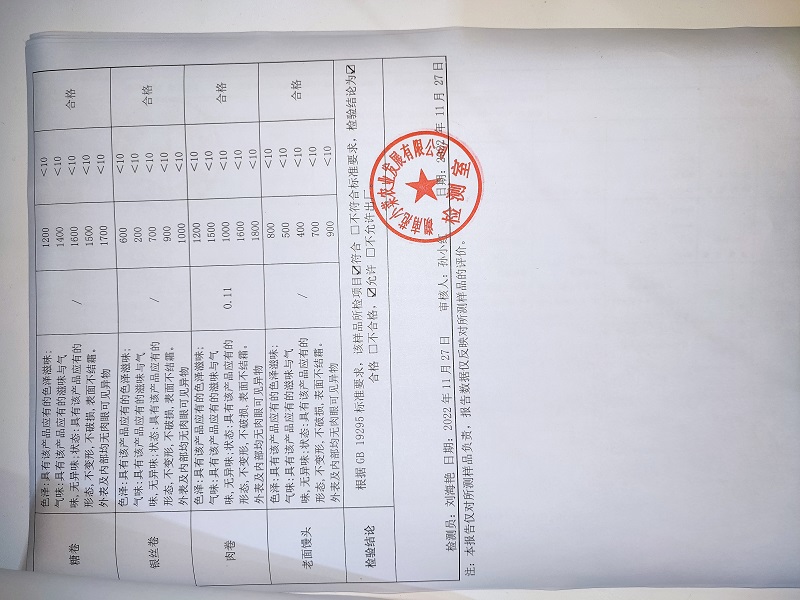 糖卷
色泽:具有该产品应有的色泽滋味;
气味:具有该产品应有的滋味与气
味,无异味;状态:具有该产品应有的
形态,不变形,不破损,表面不结霜。
外表及内部均无肉眼可见异物
/
1200 <10
1400 <10
1600 <10
1500 <10
1700 <10
合格
银丝卷
色泽:具有该产品应有的色泽滋味;
气味:具有该产品应有的滋味与气
味,无异味;状态:具有该产品应有的
形态,不变形,不破损,表面不结霜。
外表及内部均无肉眼可见异物
/
600 <10
200 <10
700 <10
900 <10
1000 <10
合格
肉卷
色泽:具有该产品应有的色泽滋味;
气味:具有该产品应有的滋味与气
味,无异味;状态:具有该产品应有的
形态,不变形,不破损,表面不结霜。
外表及内部均无肉眼可见异物
0.11
1200 <10
1500 <10
1000 <10
1600 <10
1800 <10
合格
老面馒头
色泽:具有该产品应有的色泽滋味;
气味:具有该产品应有的滋味与气
味,无异味;状态:具有该产品应有的
形态,不变形,不破损,表面不结霜。
外表及内部均无肉眼可见异物
/
800 <10
500 <10
400 <10
700 <10
900 <10
合格
检验结论
根据 GB 19295 标准要求, 该样品所检项目☑符合 □不符合标准要求, 检验结论为☑
合格 □不合格, ☑允许 □不允许出厂
检测员: 刘海艳 日期: 2022 年 11 月 27 日 审核人: 孙小 日期: 2022 年 11 月 27 日
注: 本报告仅对所测样品负责, 报告数据仅反映对所测样品的评价。
农业发展有限公司
检测室